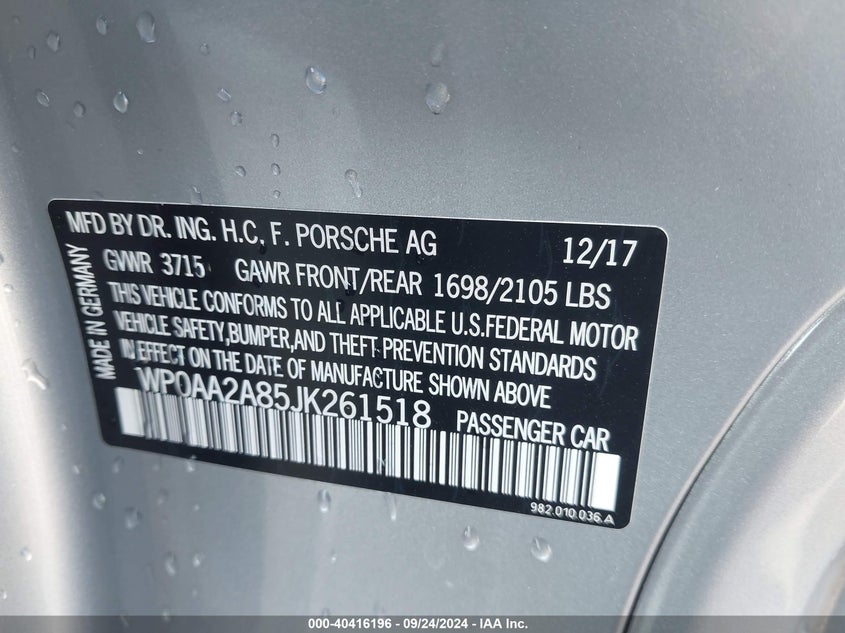 MFD BY DR. ING. H.C. F. PORSCHE AG 12/17
GVWR 3715 GAWR FRONT/REAR 1698/2105 LBS
THIS VEHICLE CONFORMS TO ALL APPLICABLE U.S.FEDERAL MOTOR
VEHICLE SAFETY,BUMPER,AND THEFT PREVENTION STANDARDS
IN EFFECT ON THE DATE OF MANUFACTURE SHOWN ABOVE
WP0AA2A85JK261518 PASSENGER CAR
MADE IN GERMANY
982.010.036.A
000-40416196 - 09/24/2024 - IAA Inc.